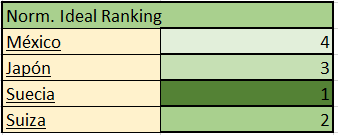 Norm. Ideal Ranking
México 4
Japón 3
Suecia 1
Suiza 2